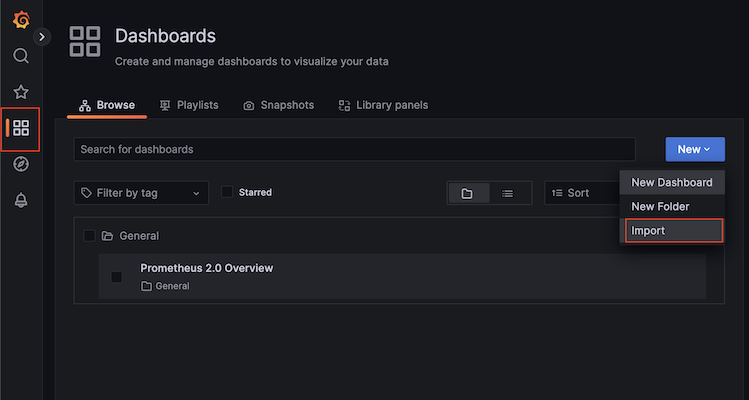 Dashboards
Create and manage dashboards to visualize your data
Browse Playlists Snapshots Library panels
Search for dashboards New
Filter by tag Starred Sort
New Dashboard
New Folder
Import
General
Prometheus 2.0 Overview
General